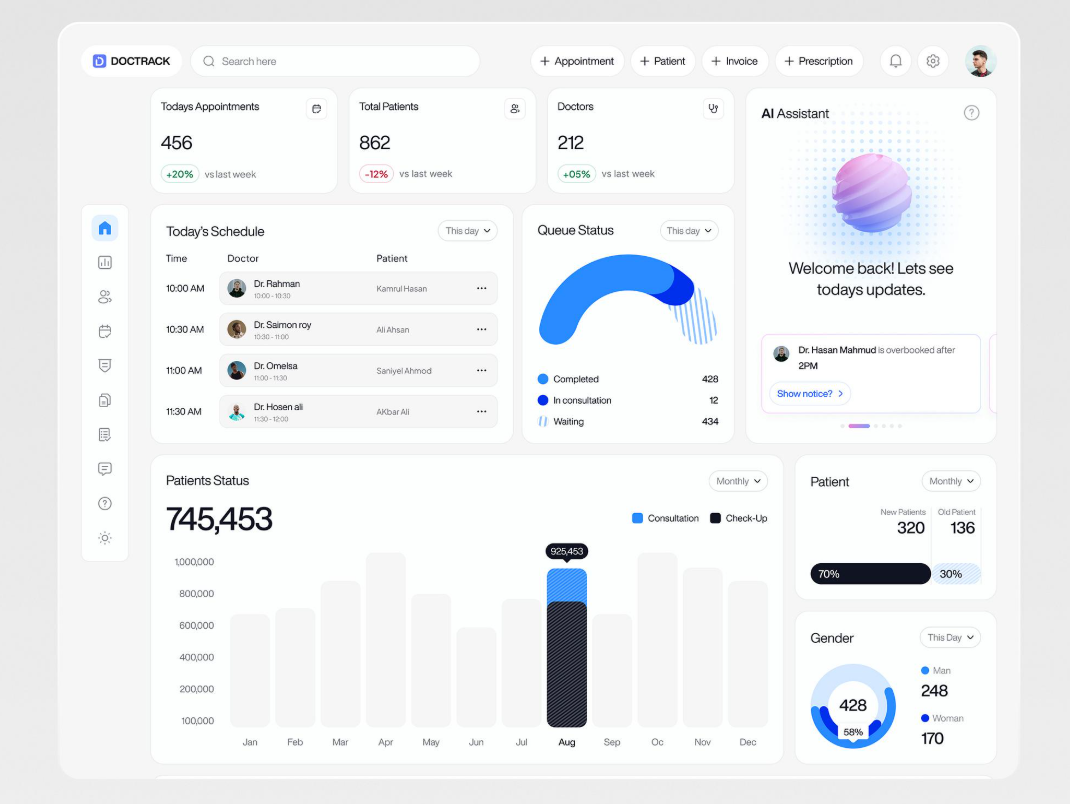 DOCTRACK
Search here
+ Appointment
+ Patient
+ Invoice
+ Prescription
Todays Appointments
456
+20% vs last week
Total Patients
862
-12% vs last week
Doctors
212
+05% vs last week
AI Assistant
?
Welcome back! Lets see
todays updates.
Dr. Hasan Mahmud is overbooked after
2PM
Show notice? >
Today's Schedule
This day
Time Doctor Patient
10:00 AM
Dr. Rahman
10:00 - 10:30
Kamrul Hasan
10:30 AM
Dr. Saimon roy
10:30 - 11:00
Ali Ahsan
11:00 AM
Dr. Omelsa
11:00 - 11:30
Saniyel Ahmod
11:30 AM
Dr. Hosen ali
11:30 - 12:00
AKbar Ali
Queue Status
This day
Completed 428
In consultation 12
Waiting 434
?
Patients Status
Monthly
745,453
Consultation
Check-Up
925,453
1,000,000
800,000
600,000
400,000
200,000
100,000
Jan Feb Mar Apr May Jun Jul Aug Sep Oc Nov Dec
Patient
Monthly
New Patients
320
Old Patient
136
70%
30%
Gender
This Day
428
58%
Man
248
Woman
170